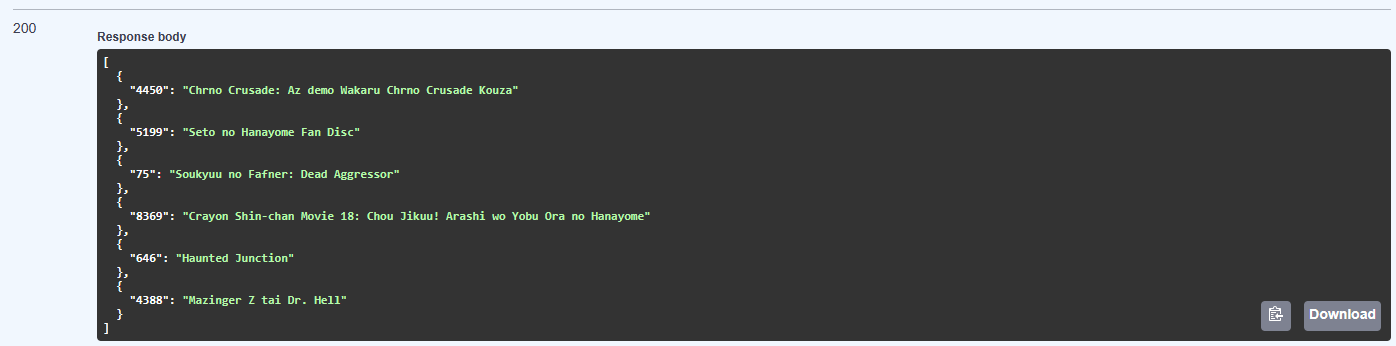 200
Response body
[
  {
    "4450": "Chrno Crusade: Az demo Wakaru Chrno Crusade Kouza"
  },
  {
    "5199": "Seto no Hanayome Fan Disc"
  },
  {
    "75": "Soukyuu no Fafner: Dead Aggressor"
  },
  {
    "8369": "Crayon Shin-chan Movie 18: Chou Jikuu! Arashi wo Yobu Ora no Hanayome"
  },
  {
    "646": "Haunted Junction"
  },
  {
    "4388": "Mazinger Z tai Dr. Hell"
  }
]
Download